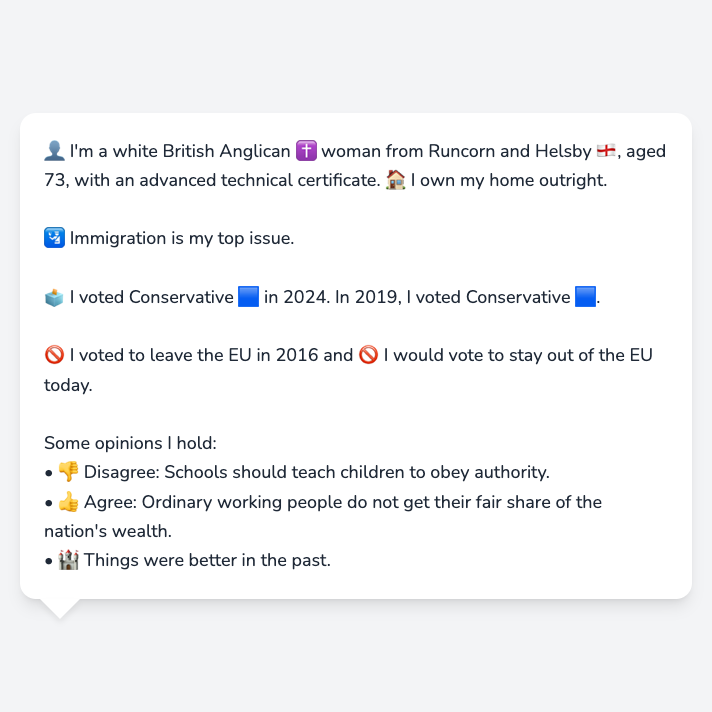 👤 I'm a white British Anglican ✝️ woman from Runcorn and Helsby 🏴󠁧󠁢󠁥󠁮󠁧󠁿, aged
73, with an advanced technical certificate. 🏠 I own my home outright.
🛂 Immigration is my top issue.
🗳️ I voted Conservative 🟦 in 2024. In 2019, I voted Conservative 🟦.
🚫 I voted to leave the EU in 2016 and 🚫 I would vote to stay out of the EU
today.
Some opinions I hold:
• 👎 Disagree: Schools should teach children to obey authority.
• 👍 Agree: Ordinary working people do not get their fair share of the
nation's wealth.
• 🏰 Things were better in the past.